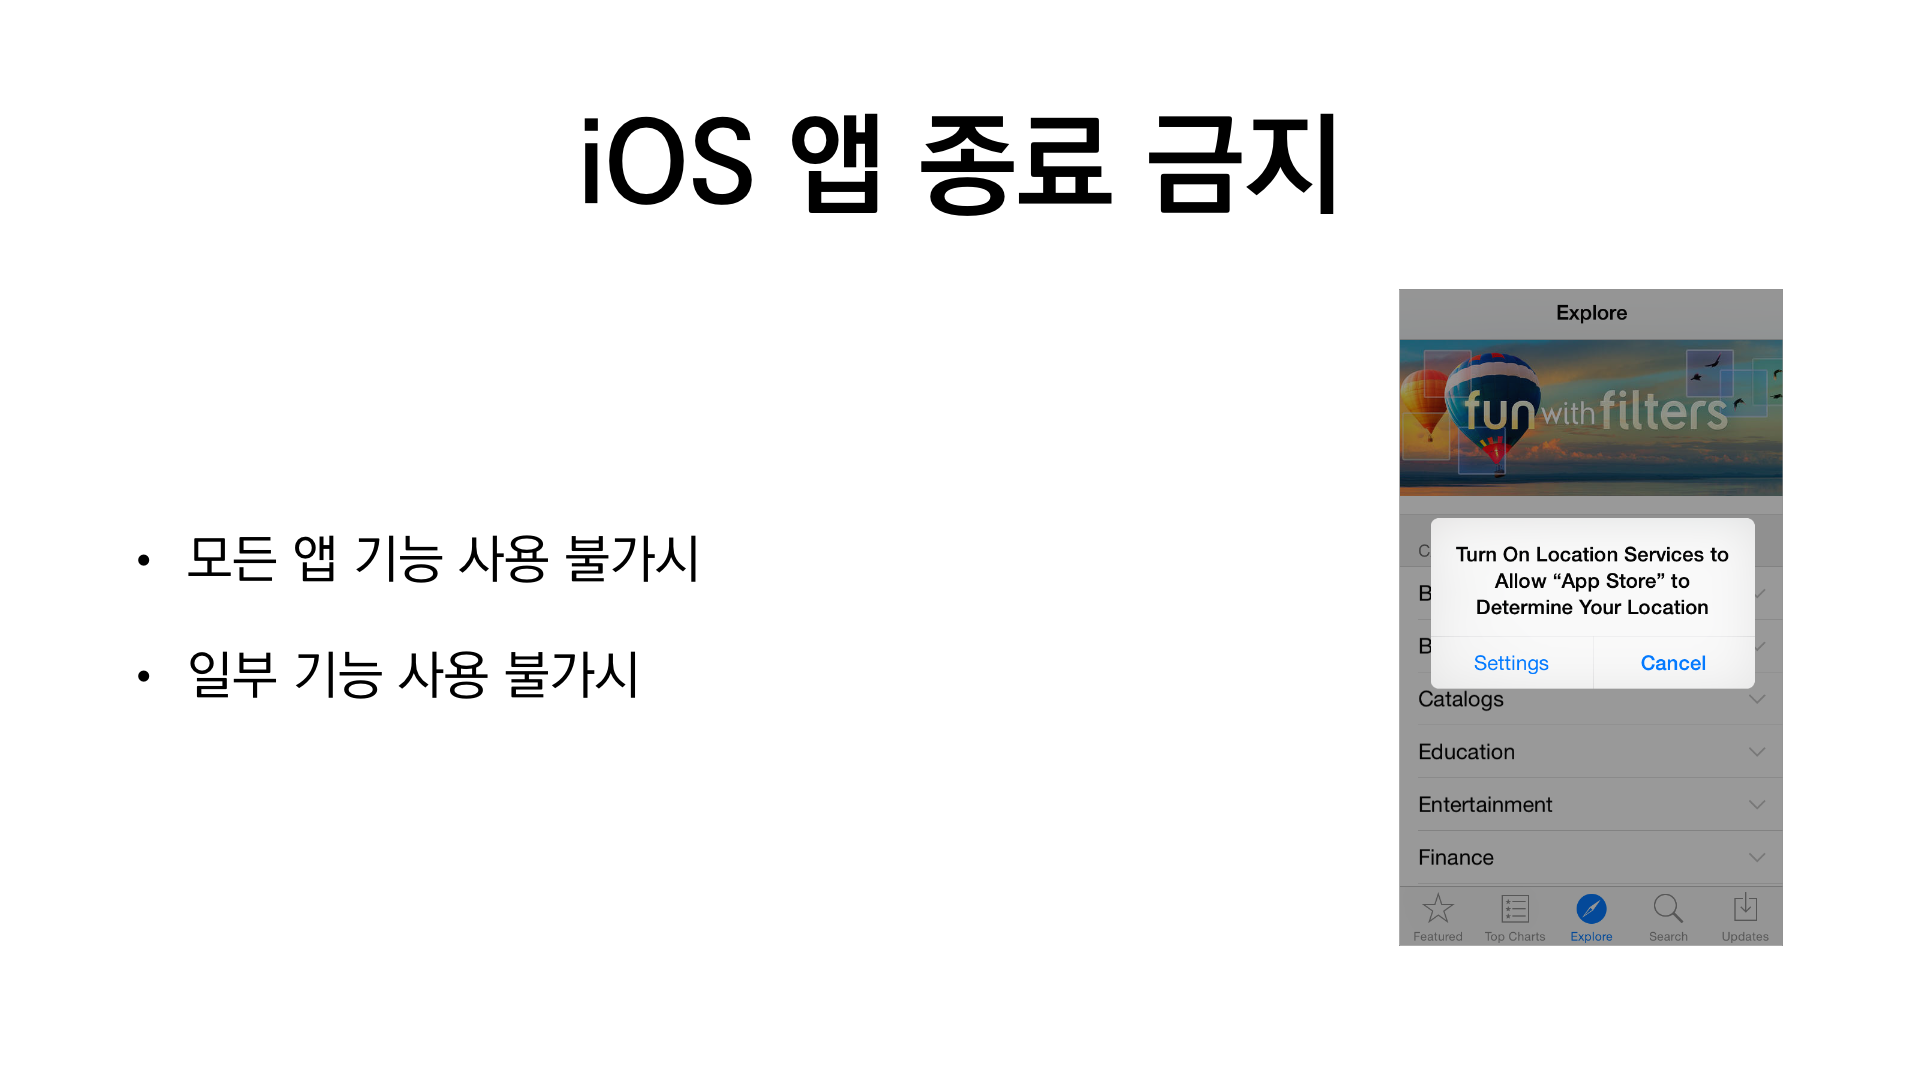 iOS 앱 종료 금지
• 모든 앱 기능 사용 불가시
• 일부 기능 사용 불가시
Explore
fun with filters
C
B
B
Turn On Location Services to
Allow “App Store” to
Determine Your Location
Settings
Cancel
Catalogs
Education
Entertainment
Finance
Featured
Top Charts
Explore
Search
Updates